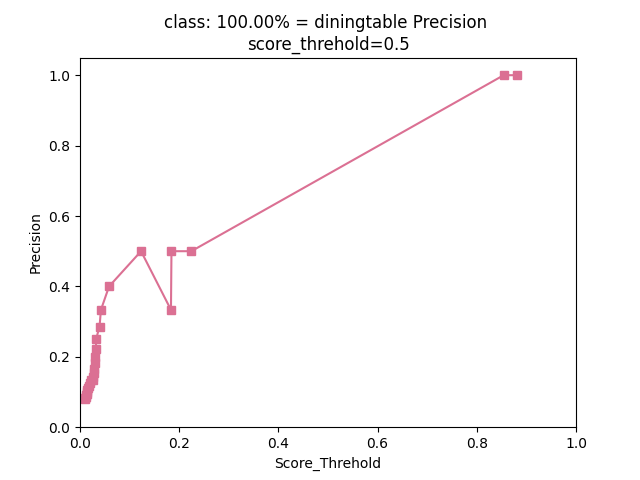 class: 100.00% = diningtable Precision
score_threhold=0.5
1.0
0.8
0.6
0.4
0.2
0.0
Precision
0.0 0.2 0.4 0.6 0.8 1.0
Score_Threhold